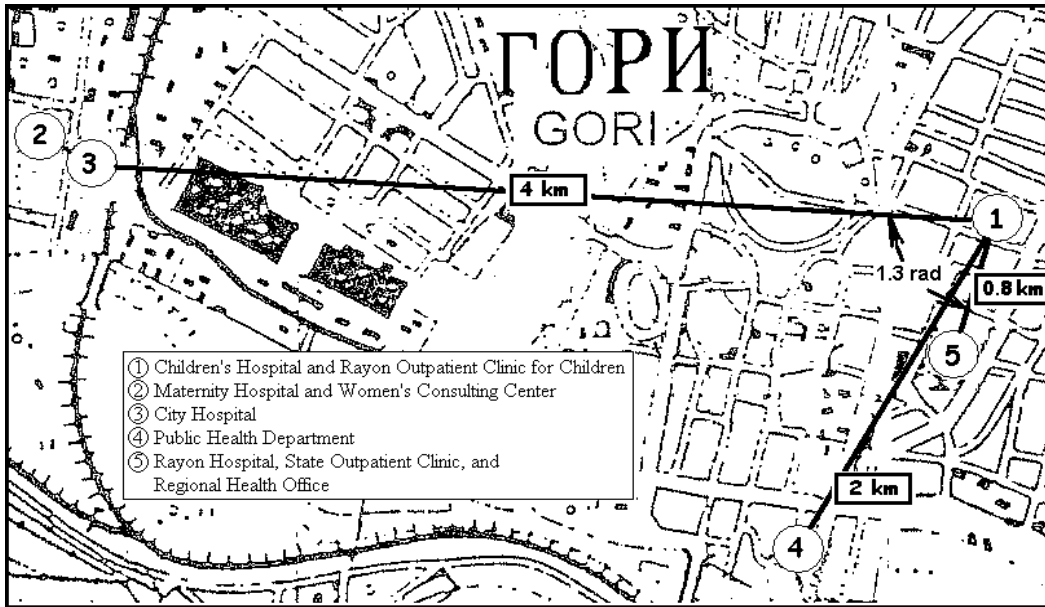 ГОРИ
GORI
2
3
4 km
1
1.3 rad
0.8 km
5
① Children's Hospital and Rayon Outpatient Clinic for Children
② Maternity Hospital and Women's Consulting Center
③ City Hospital
④ Public Health Department
⑤ Rayon Hospital, State Outpatient Clinic, and
Regional Health Office
2 km
4